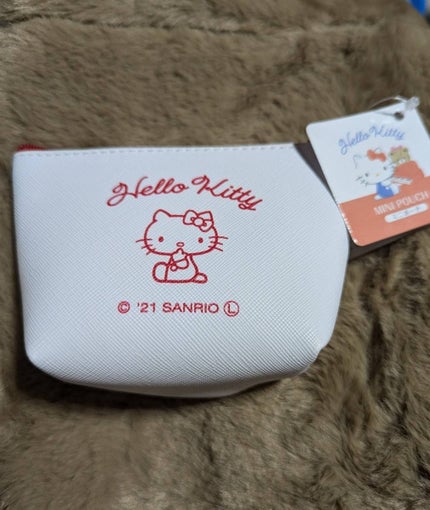 Hello Kitty
© '21 SANRIO Ⓛ
Hello Kitty
MINI POUCH